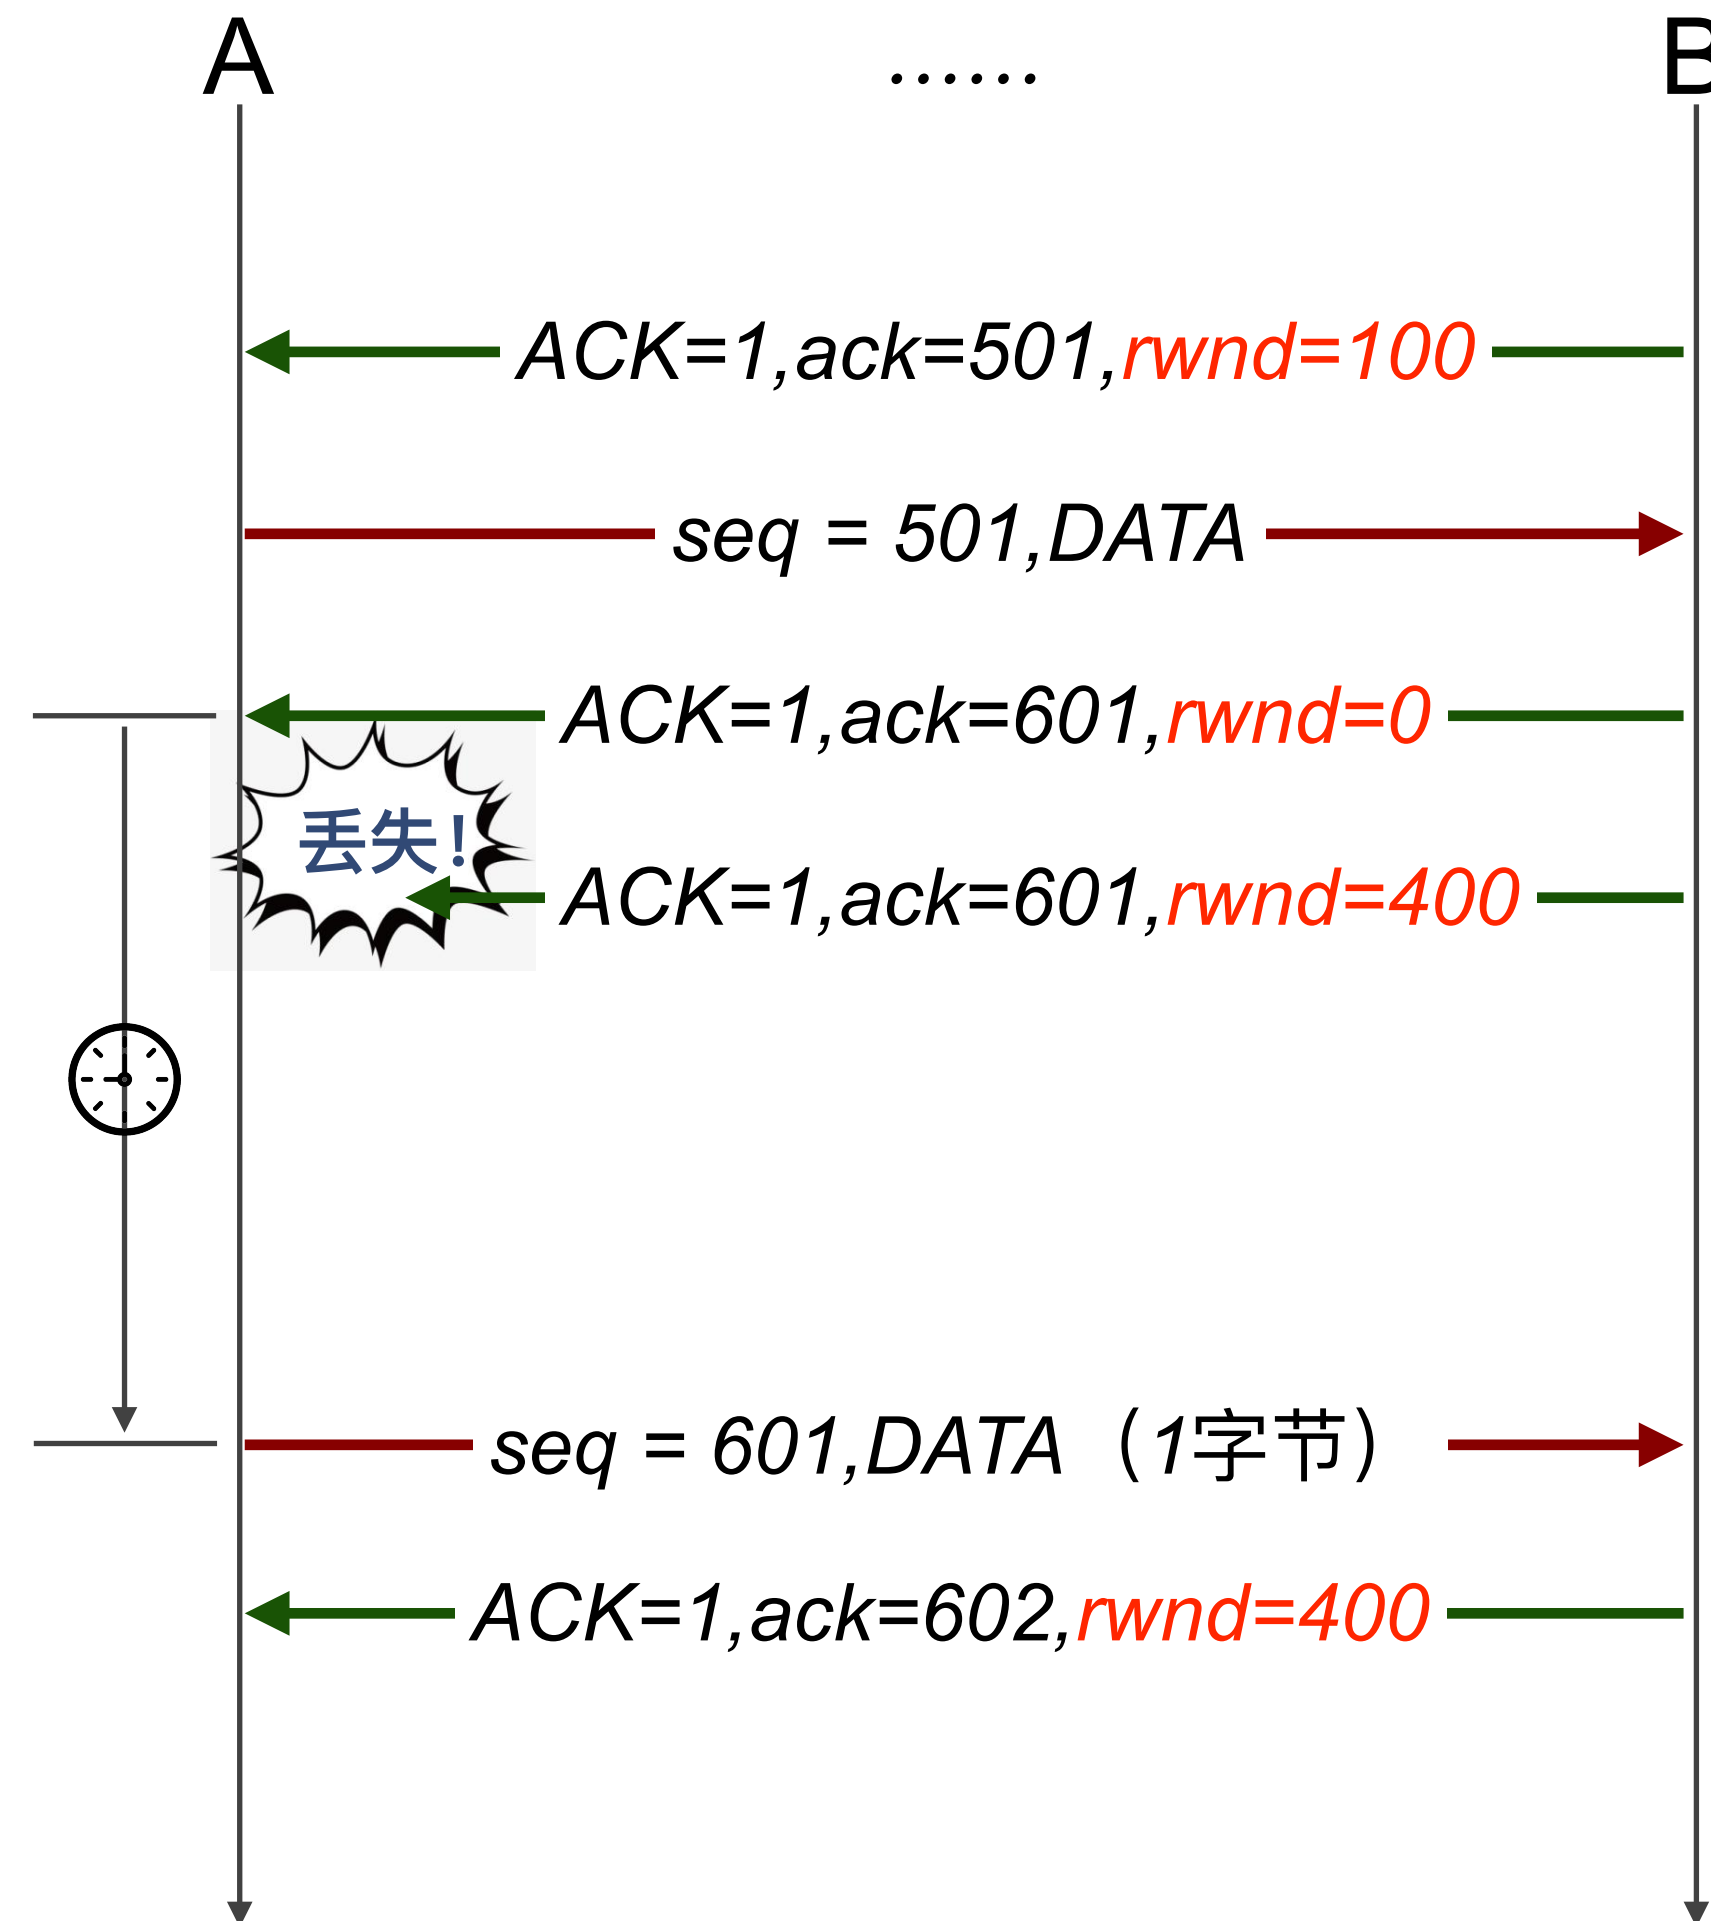 A
......
B
ACK=1,ack=501,rwnd=100
seq = 501,DATA
ACK=1,ack=601,rwnd=0
丢失！
ACK=1,ack=601,rwnd=400
seq = 601,DATA（1字节）
ACK=1,ack=602,rwnd=400